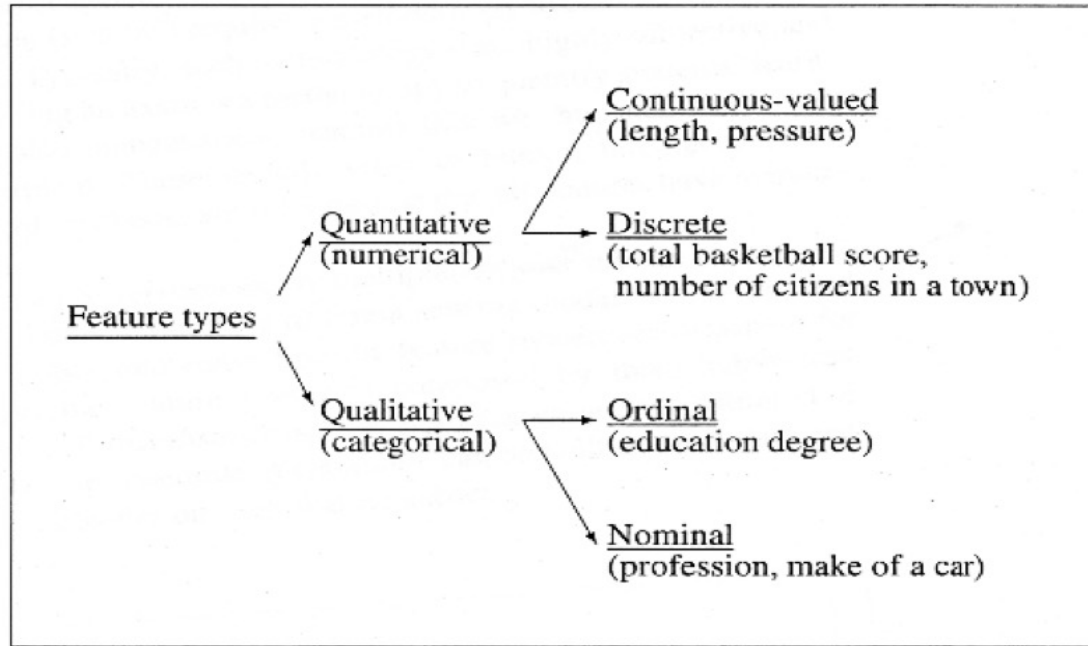 Feature types
Quantitative
(numerical)
Qualitative
(categorical)
Continuous-valued
(length, pressure)
Discrete
(total basketball score,
number of citizens in a town)
Ordinal
(education degree)
Nominal
(profession, make of a car)